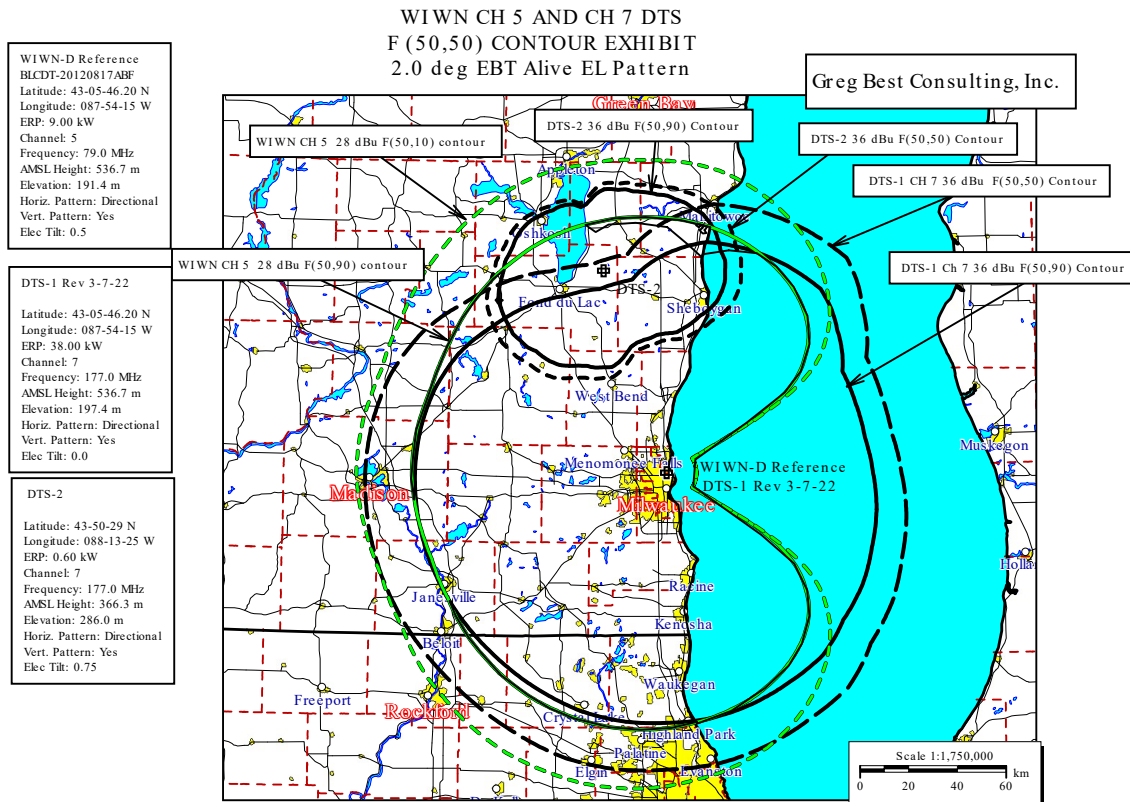 WIWN CH 5 AND CH 7 DTS
F (50,50) CONTOUR EXHIBIT
2.0 deg EBT Alive EL Pattern
Greg Best Consulting, Inc.
WIWN-D Reference
BLCDT-20120817ABF
Latitude: 43-05-46.20 N
Longitude: 087-54-15 W
ERP: 9.00 kW
Channel: 5
Frequency: 79.0 MHz
AMSL Height: 536.7 m
Elevation: 191.4 m
Horiz. Pattern: Directional
Vert. Pattern: Yes
Elec Tilt: 0.5
DTS-1 Rev 3-7-22
Latitude: 43-05-46.20 N
Longitude: 087-54-15 W
ERP: 38.00 kW
Channel: 7
Frequency: 177.0 MHz
AMSL Height: 536.7 m
Elevation: 197.4 m
Horiz. Pattern: Directional
Vert. Pattern: Yes
Elec Tilt: 0.0
DTS-2
Latitude: 43-50-29 N
Longitude: 088-13-25 W
ERP: 0.60 kW
Channel: 7
Frequency: 177.0 MHz
AMSL Height: 366.3 m
Elevation: 286.0 m
Horiz. Pattern: Directional
Vert. Pattern: Yes
Elec Tilt: 0.75
Green Bay
DTS-2 36 dBu F(50,90) Contour
DTS-2 36 dBu F(50,50) Contour
WIWN CH 5 28 dBu F(50,10) contour
DTS-1 CH 7 36 dBu F(50,50) Contour
WIWN CH 5 28 dBu F(50,90) contour
DTS-1 Ch 7 36 dBu F(50,90) Contour
Appleton
Manitowoc
Oshkosh
DTS-2
Fond du Lac
Sheboygan
West Bend
Muskegon
Menomonee Falls
WIWN-D Reference
DTS-1 Rev 3-7-22
Madison
Milwaukee
Holla
Racine
Janesville
Kenosha
Beloit
Waukegan
Freeport
Rockford
Crystal Lake
Highland Park
Palatine
Elgin
Evanston
Scale 1:1,750,000
0 20 40 60
km